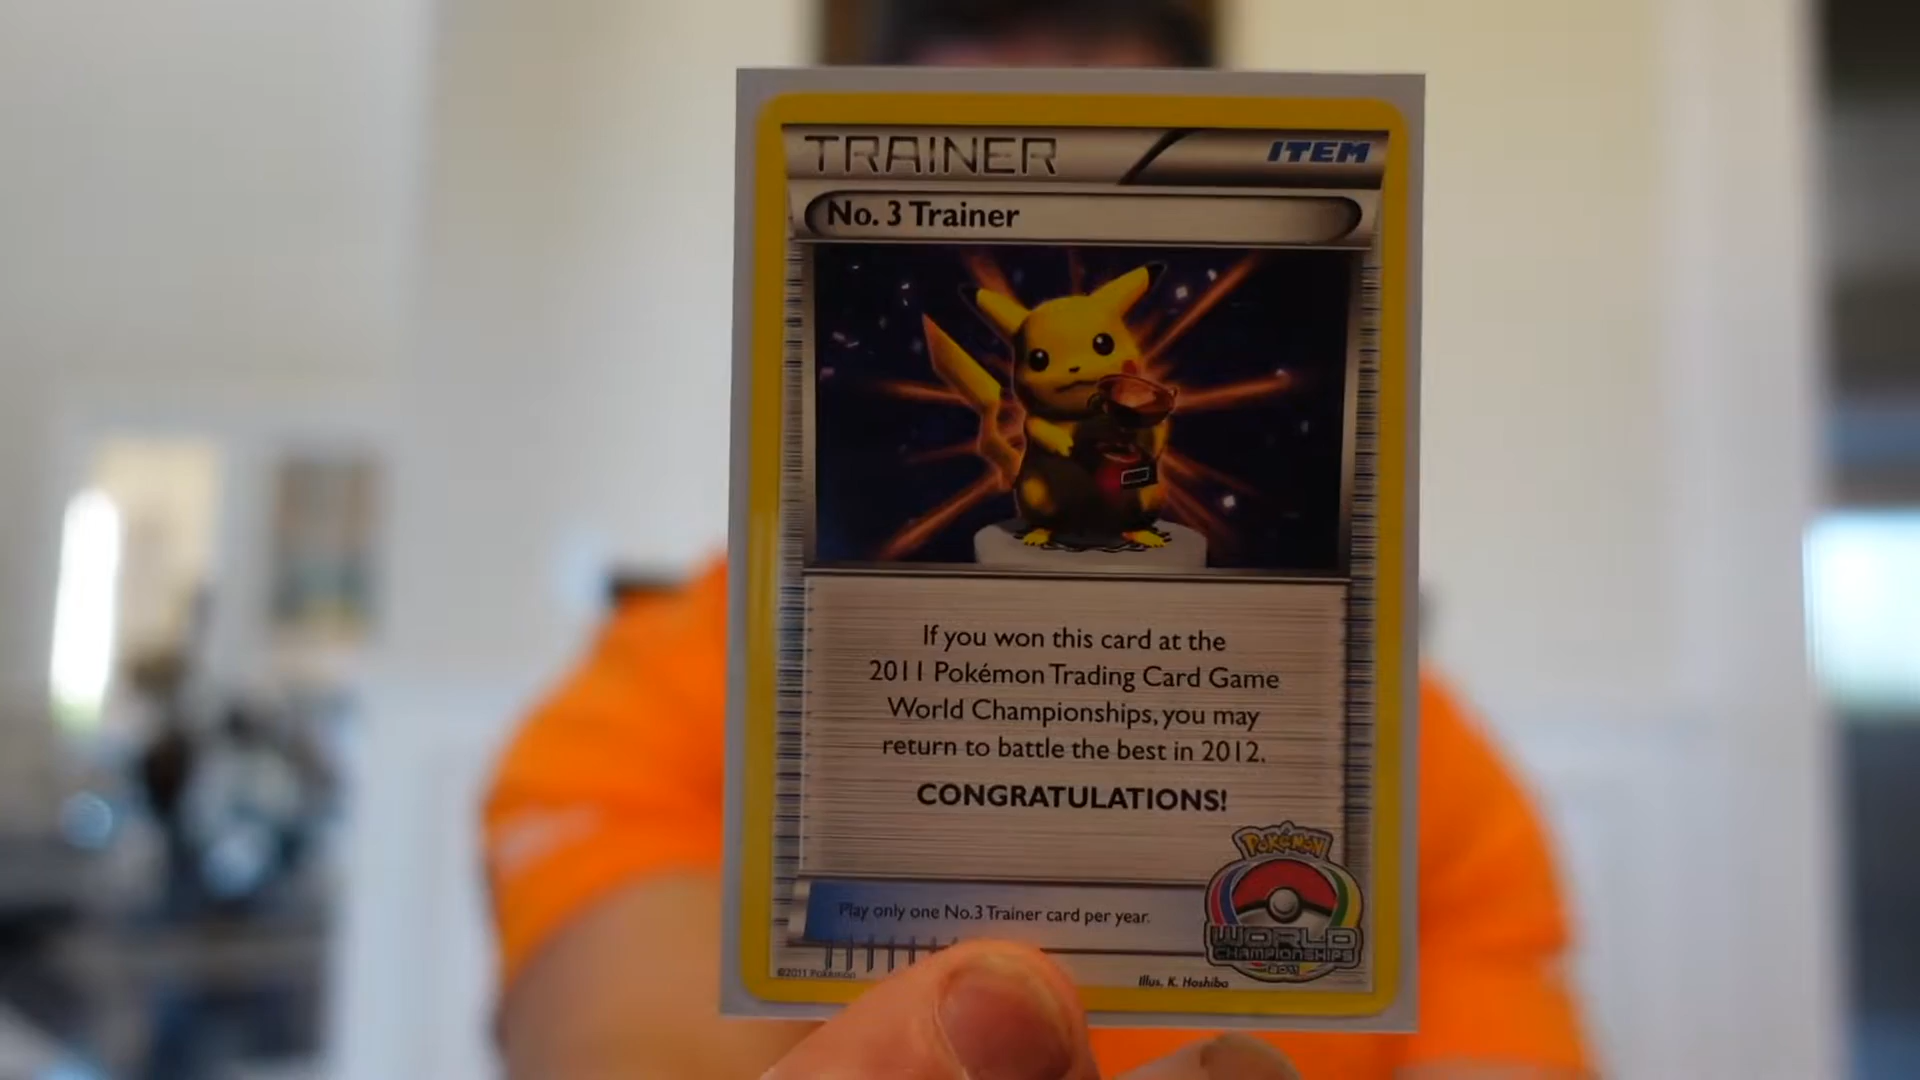 TRAINER
ITEM
No. 3 Trainer
If you won this card at the
2011 Pokémon Trading Card Game
World Championships, you may
return to battle the best in 2012.
CONGRATULATIONS!
Play only one No.3 Trainer card per year.
POKéMON
WORLD
CHAMPIONSHIPS
2011
©2011 Pokémon
Illus. K. Hoshiba